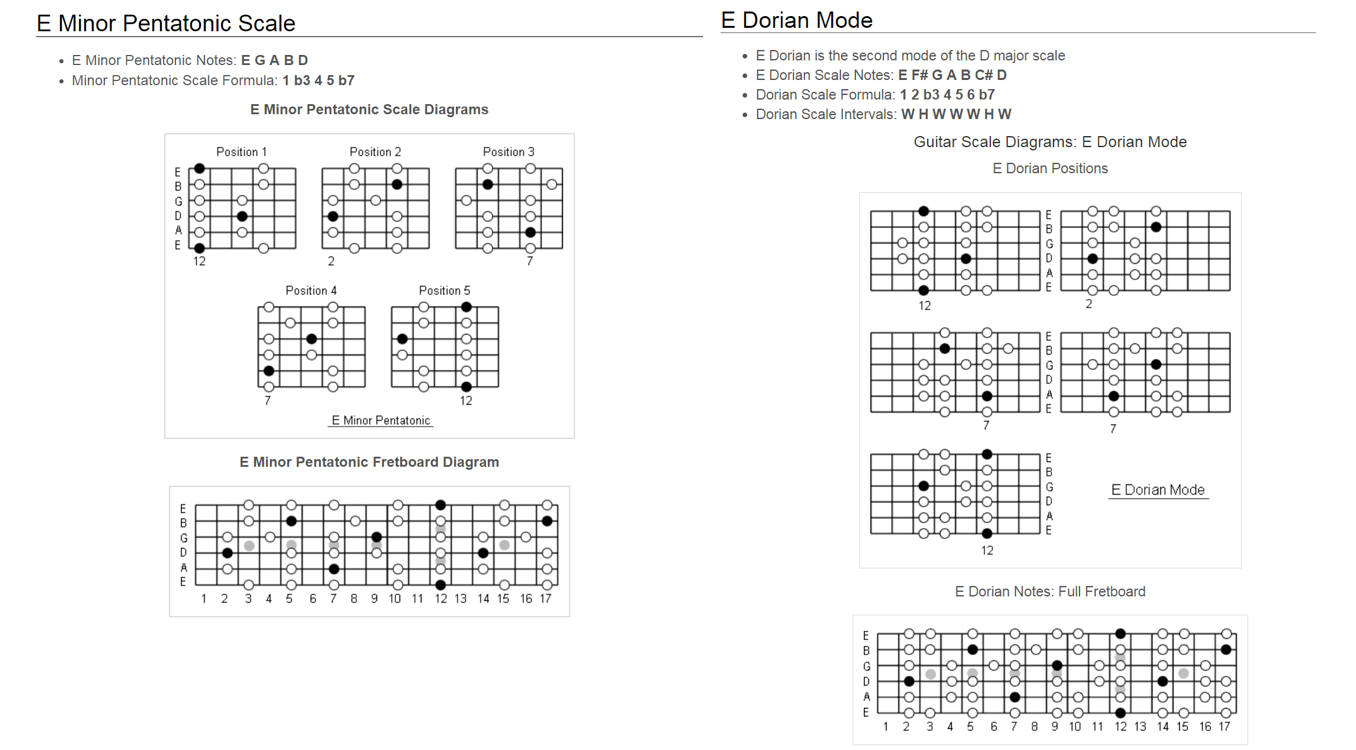 E Minor Pentatonic Scale
E Minor Pentatonic Notes: E G A B D
Minor Pentatonic Scale Formula: 1 b3 4 5 b7
E Minor Pentatonic Scale Diagrams
Position 1
Position 2
Position 3
E
B
G
D
A
E
12
2
7
Position 4
Position 5
7
12
E Minor Pentatonic
E Minor Pentatonic Fretboard Diagram
E
B
G
D
A
E
1 2 3 4 5 6 7 8 9 10 11 12 13 14 15 16 17
E Dorian Mode
E Dorian is the second mode of the D major scale
E Dorian Scale Notes: E F# G A B C# D
Dorian Scale Formula: 1 2 b3 4 5 6 b7
Dorian Scale Intervals: W H W W W H W
Guitar Scale Diagrams: E Dorian Mode
E Dorian Positions
E
B
G
D
A
E
12
2
E
B
G
D
A
E
7
7
E
B
G
D
A
E
12
E Dorian Mode
E Dorian Notes: Full Fretboard
E
B
G
D
A
E
1 2 3 4 5 6 7 8 9 10 11 12 13 14 15 16 17